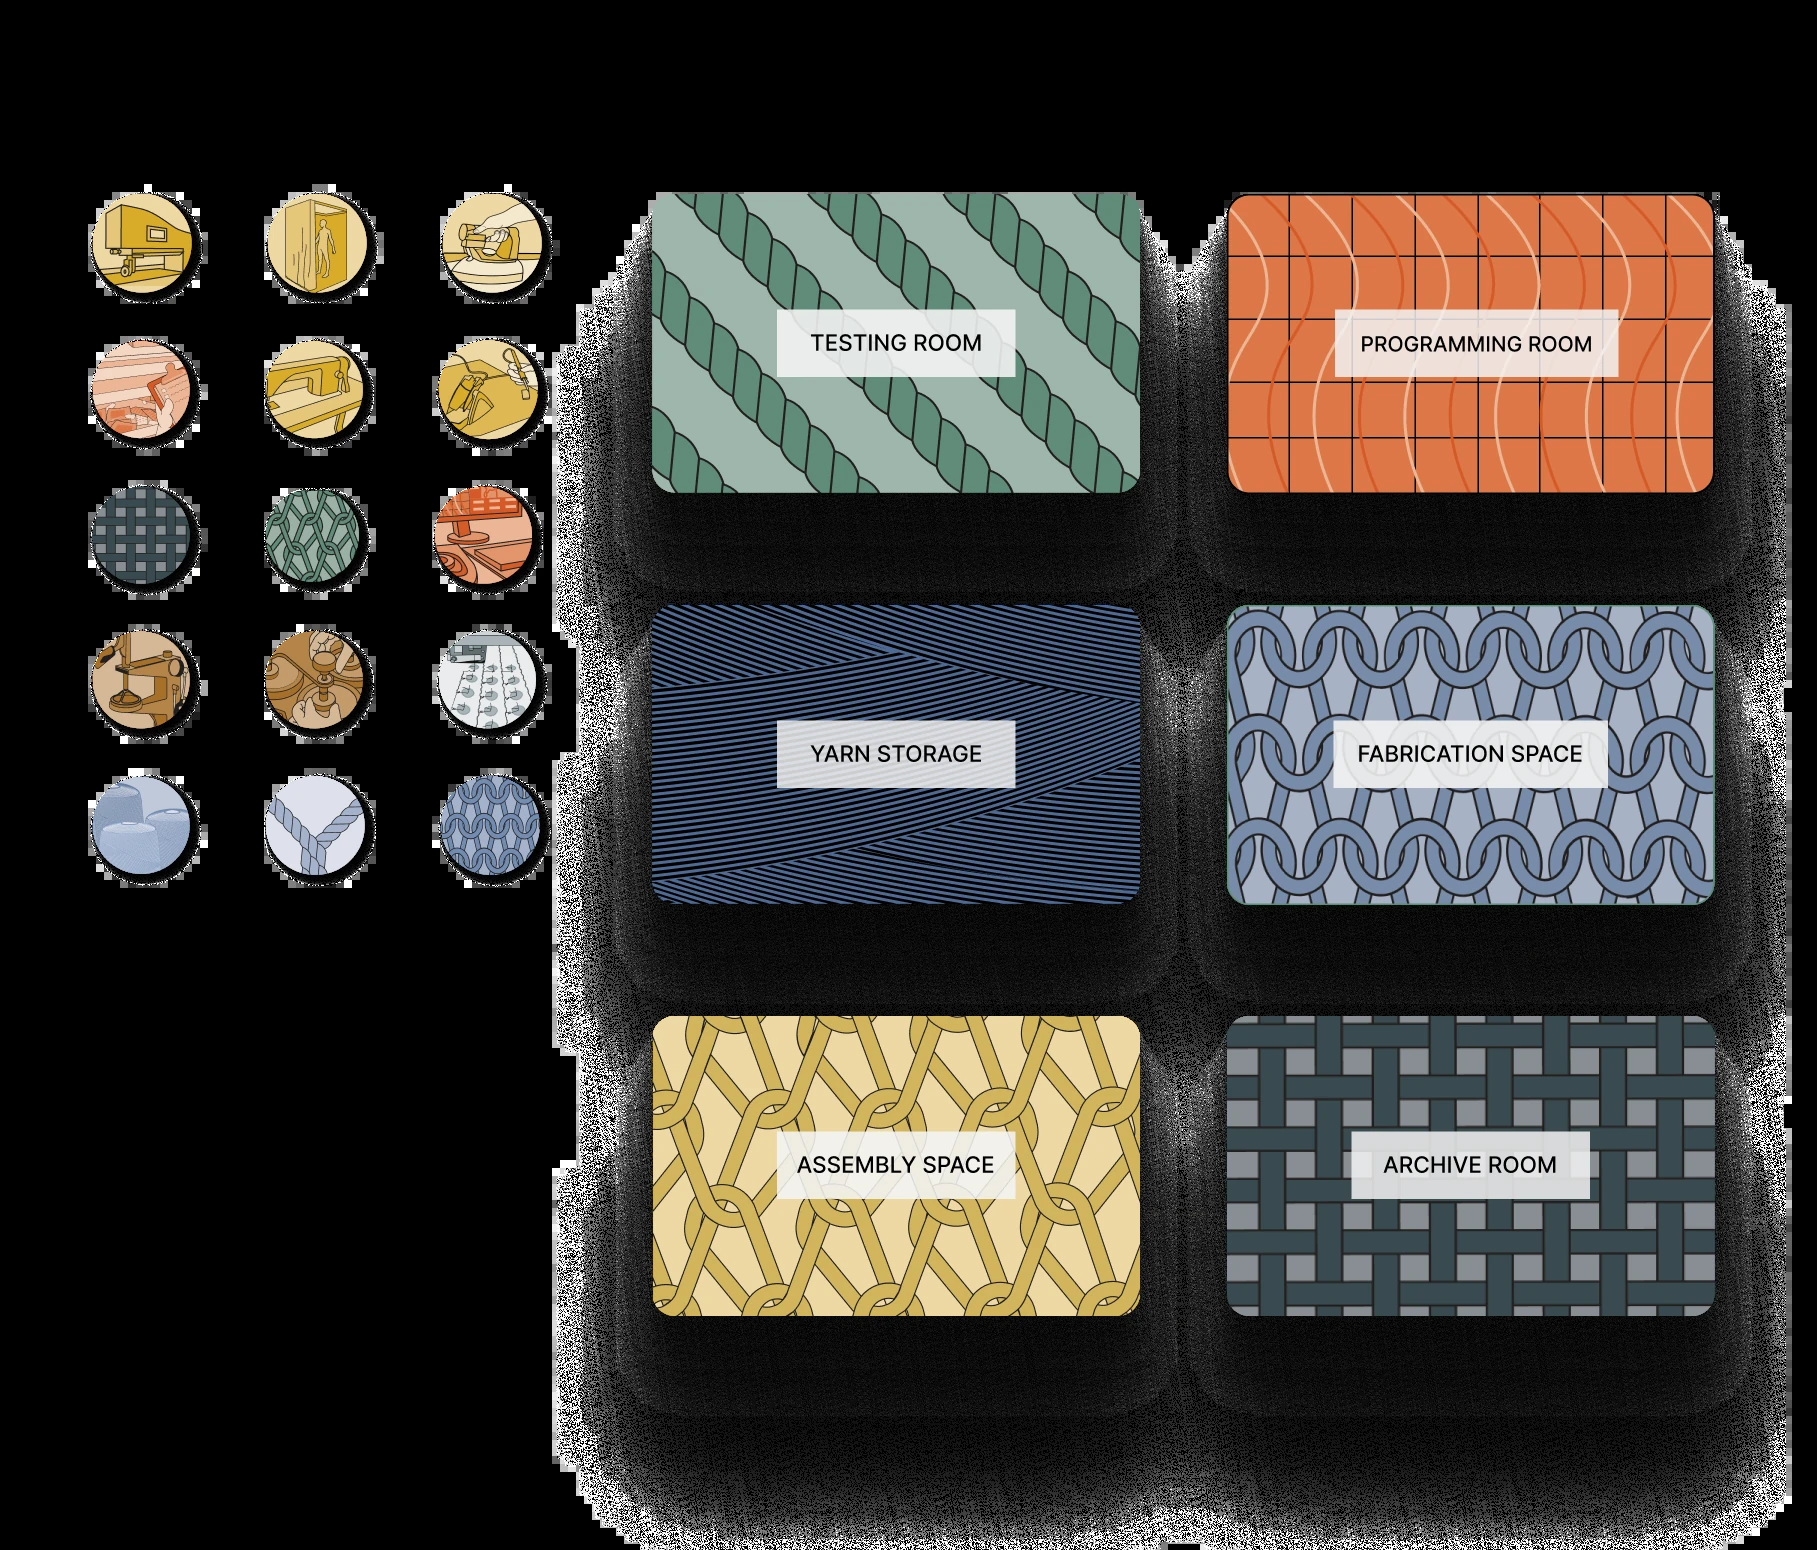 TESTING ROOM
PROGRAMMING ROOM
YARN STORAGE
FABRICATION SPACE
ASSEMBLY SPACE
ARCHIVE ROOM